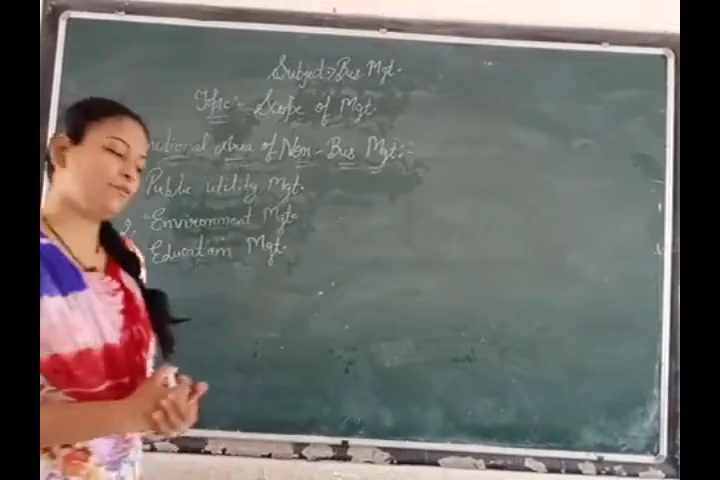 Subject:> Bus. Mgt.
Topic:- Scope of Mgt.
Area of Non-Bus Mgt:-
Public utility Mgt.
2. Environment Mgt.
Education Mgt.